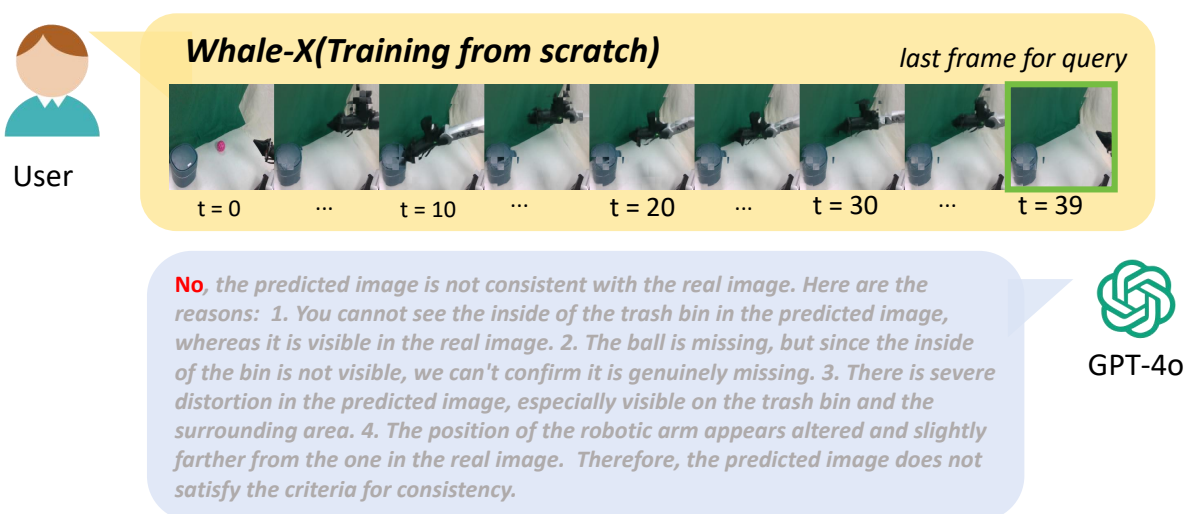 Whale-X(Training from scratch)
last frame for query
User
t = 0 ... t = 10 ... t = 20 ... t = 30 ... t = 39
No, the predicted image is not consistent with the real image. Here are the
reasons: 1. You cannot see the inside of the trash bin in the predicted image,
whereas it is visible in the real image. 2. The ball is missing, but since the inside
of the bin is not visible, we can't confirm it is genuinely missing. 3. There is severe
distortion in the predicted image, especially visible on the trash bin and the
surrounding area. 4. The position of the robotic arm appears altered and slightly
farther from the one in the real image. Therefore, the predicted image does not
satisfy the criteria for consistency.
GPT-4o